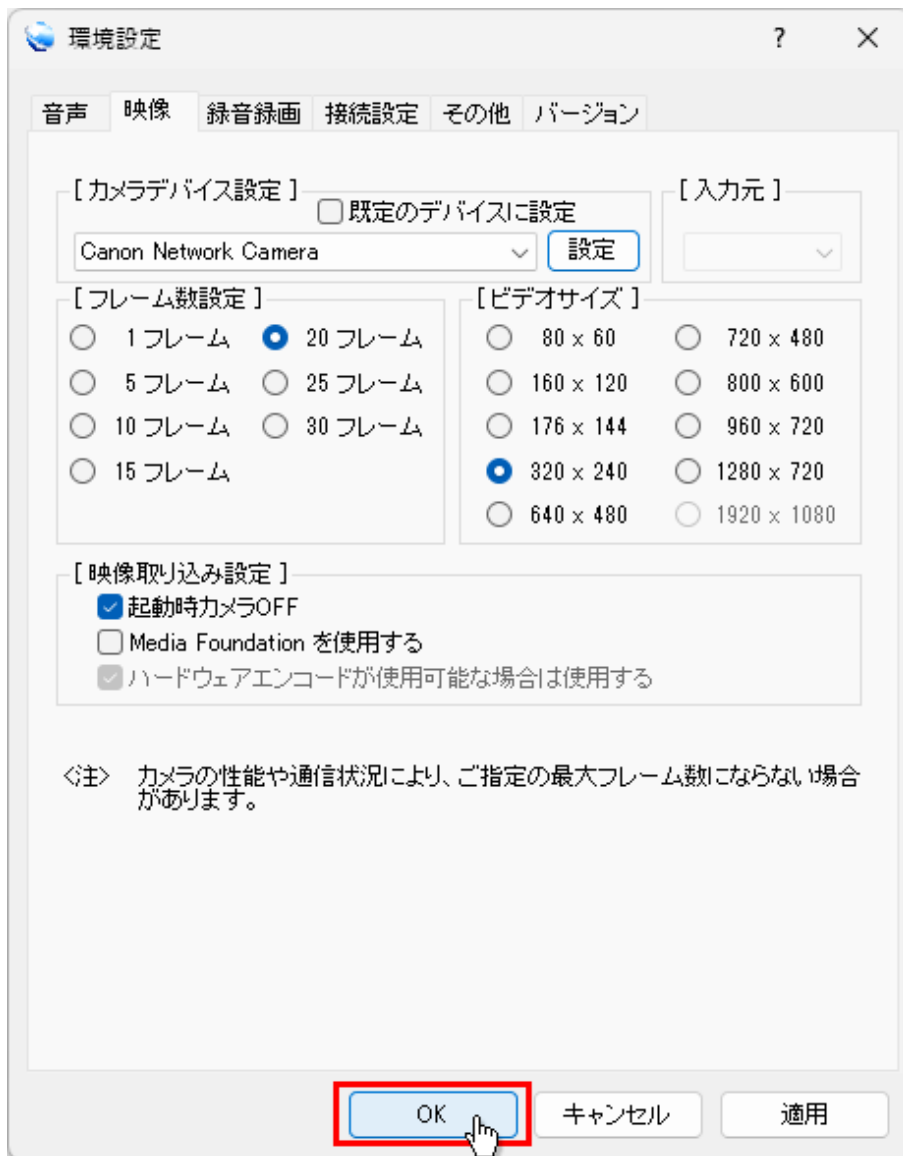 環境設定
音声 映像 録音録画 接続設定 その他 バージョン
[ カメラデバイス設定 ] [ 入力元 ]
既定のデバイスに設定
Canon Network Camera 設定
[ フレーム数設定 ] [ ビデオサイズ ]
1 フレーム 20 フレーム 80 × 60 720 × 480
5 フレーム 25 フレーム 160 × 120 800 × 600
10 フレーム 30 フレーム 176 × 144 960 × 720
15 フレーム 320 × 240 1280 × 720
640 × 480 1920 × 1080
[ 映像取り込み設定 ]
起動時カメラOFF
Media Foundation を使用する
ハードウェアエンコードが使用可能な場合は使用する
<注> カメラの性能や通信状況により、ご指定の最大フレーム数にならない場合
があります。
OK キャンセル 適用